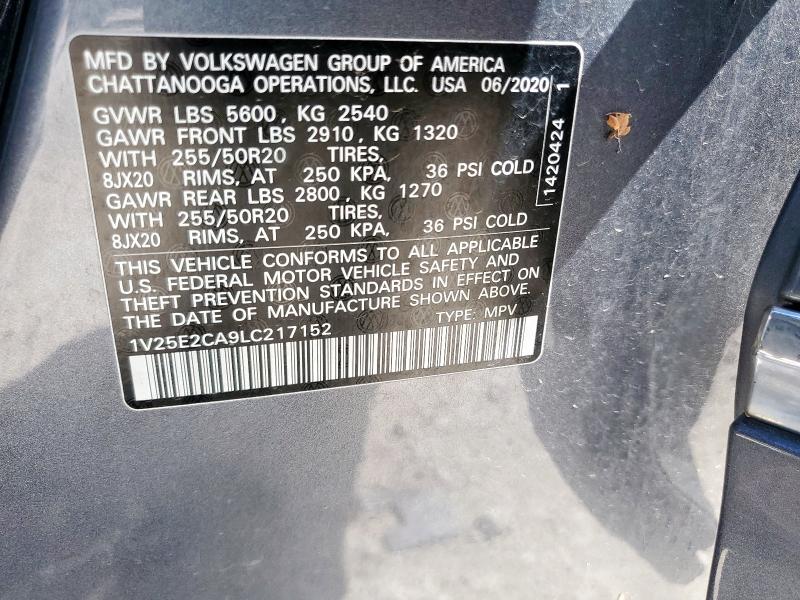 MFD BY VOLKSWAGEN GROUP OF AMERICA
CHATTANOOGA OPERATIONS, LLC. USA 06/2020
GVWR LBS 5600, KG 2540
GAWR FRONT LBS 2910, KG 1320
WITH 255/50R20 TIRES,
8JX20 RIMS, AT 250 KPA, 36 PSI COLD
GAWR REAR LBS 2800, KG 1270
WITH 255/50R20 TIRES,
8JX20 RIMS, AT 250 KPA, 36 PSI COLD
THIS VEHICLE CONFORMS TO ALL APPLICABLE
U.S. FEDERAL MOTOR VEHICLE SAFETY AND
THEFT PREVENTION STANDARDS IN EFFECT ON
THE DATE OF MANUFACTURE SHOWN ABOVE.
TYPE: MPV
1V25E2CA9LC217152
1420424 1